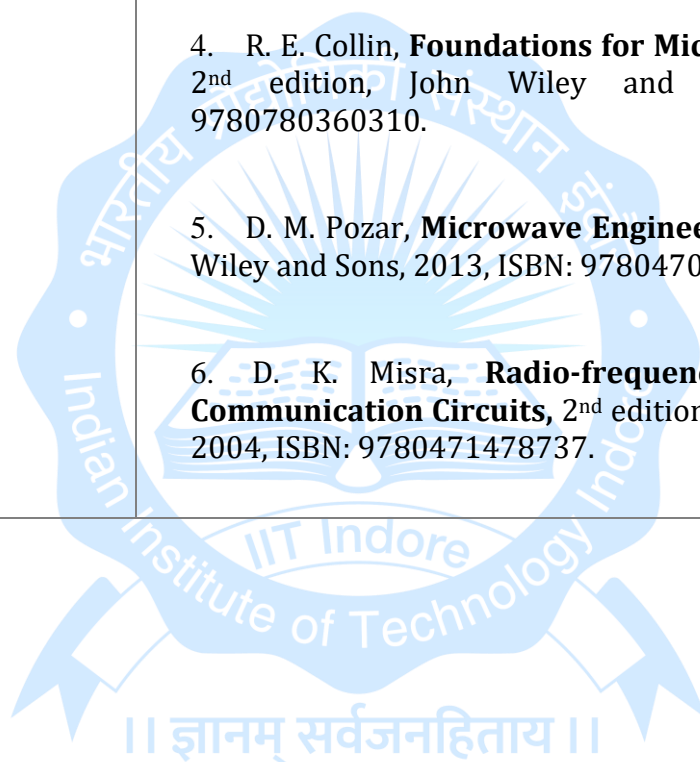 4. R. E. Collin, Foundations for Mic
2nd edition, John Wiley and
9780780360310.
5. D. M. Pozar, Microwave Enginee
Wiley and Sons, 2013, ISBN: 9780470
6. D. K. Misra, Radio-frequenc
Communication Circuits, 2nd edition
2004, ISBN: 9780471478737.
भारतीय प्रौद्योगिकी संस्थान इंदौर
Indian Institute of Technology Indore
IIT Indore
।। ज्ञानम् सर्वजनहिताय ।।